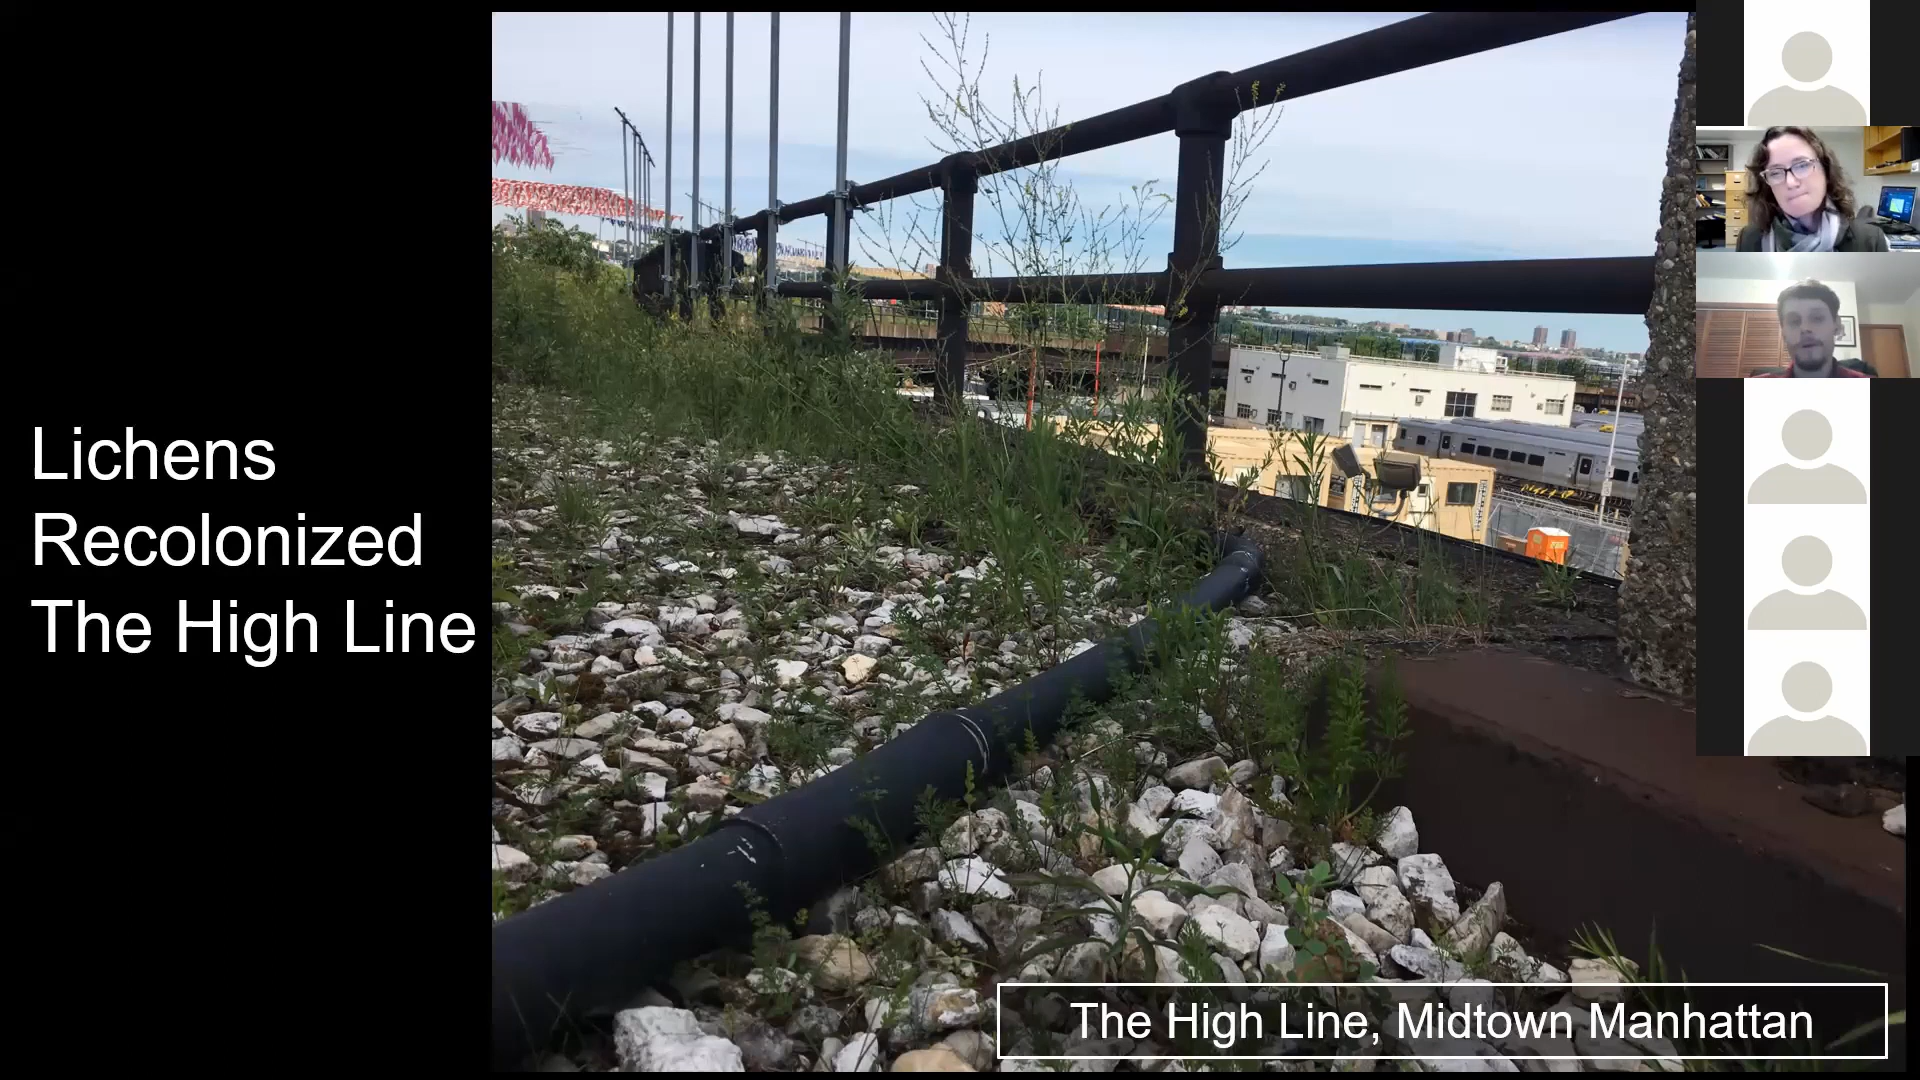 Lichens
Recolonized
The High Line
The High Line, Midtown Manhattan